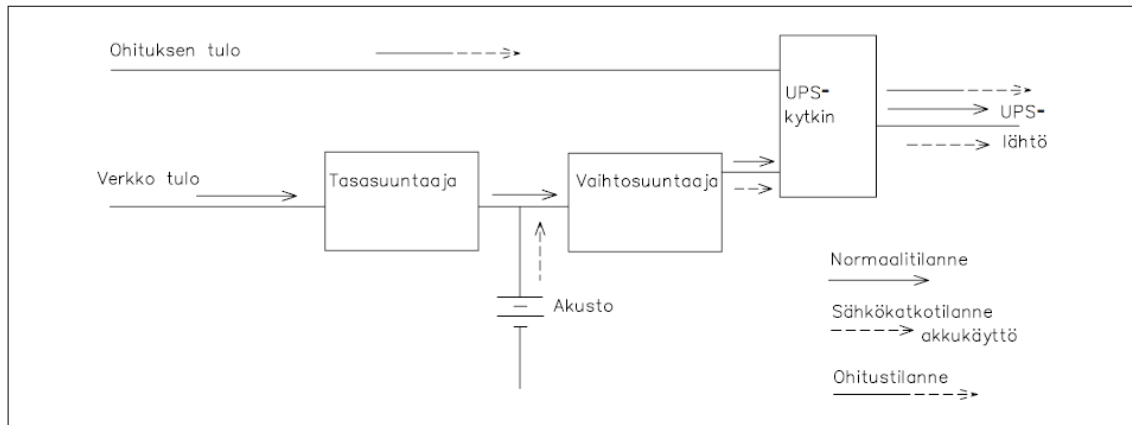 Ohituksen tulo
UPS-
kytkin
UPS-
lähtö
Verkko tulo
Tasasuuntaaja
Vaihtosuuntaaja
Akusto
Normaalitilanne
Sähkökatkotilanne
akkukäyttö
Ohitustilanne